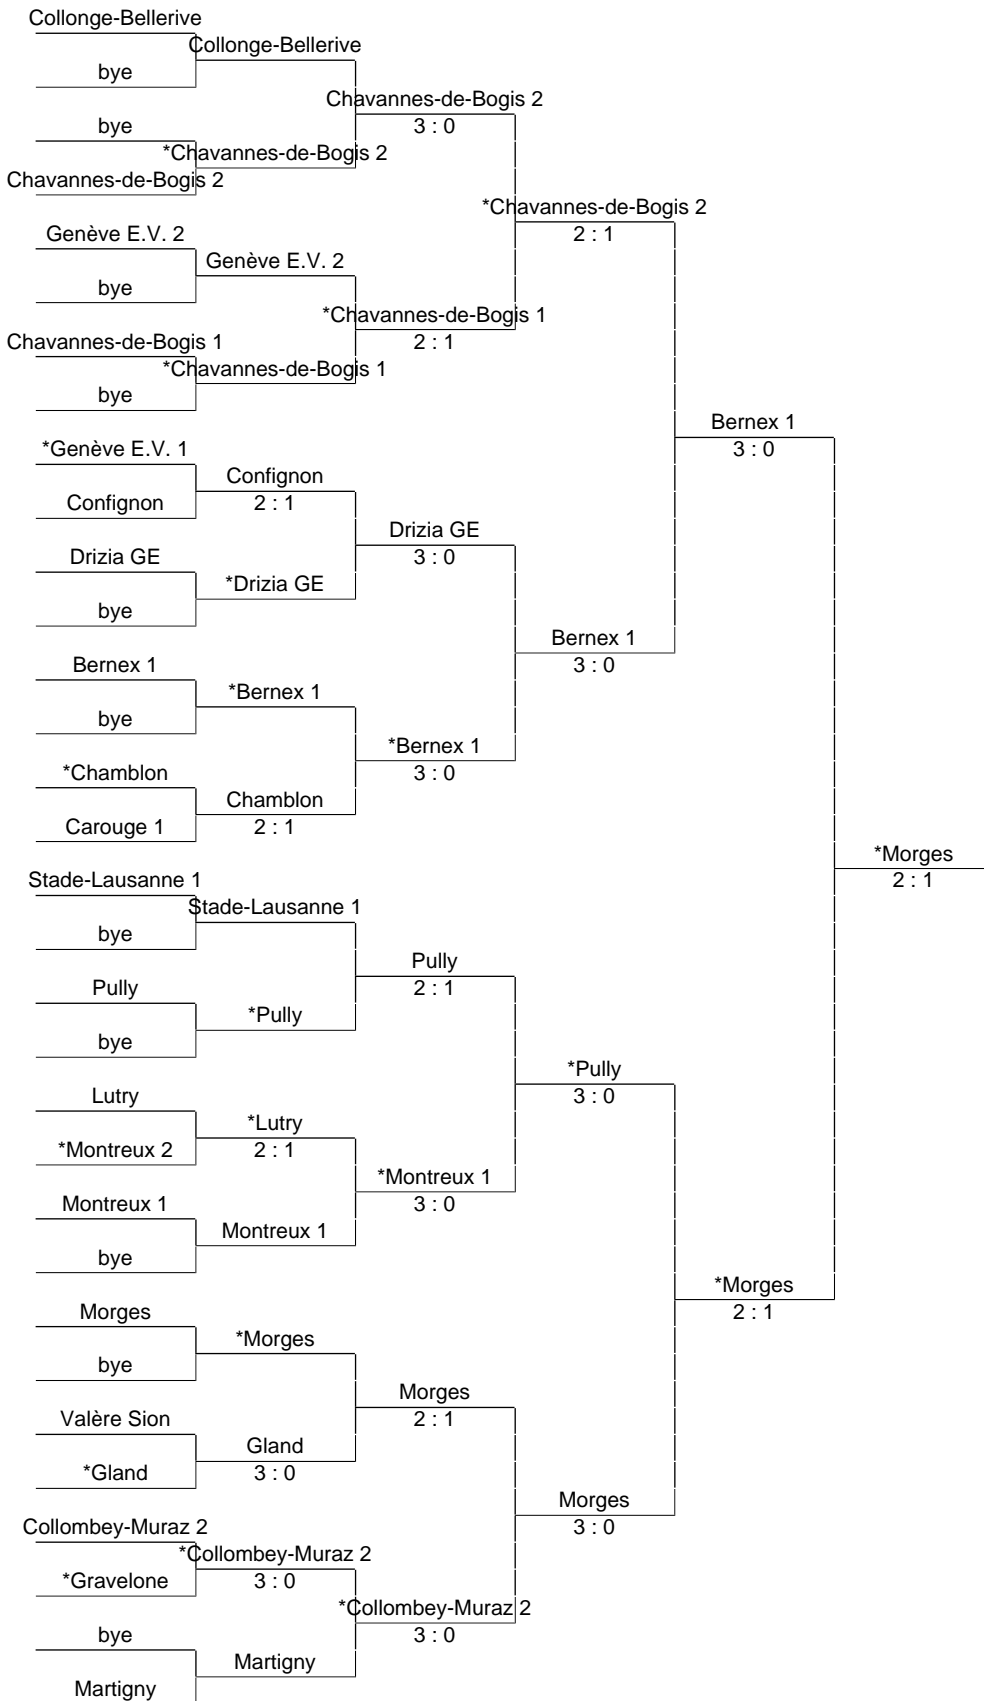 Collonge-Bellerive
Collonge-Bellerive
bye
Chavannes-de-Bogis 2
3 : 0
bye
*Chavannes-de-Bogis 2
Chavannes-de-Bogis 2
*Chavannes-de-Bogis 2
2 : 1
Genève E.V. 2
Genève E.V. 2
bye
*Chavannes-de-Bogis 1
2 : 1
Chavannes-de-Bogis 1
*Chavannes-de-Bogis 1
bye
Bernex 1
3 : 0
*Genève E.V. 1
Confignon
2 : 1
Confignon
Drizia GE
3 : 0
Drizia GE
*Drizia GE
bye
Bernex 1
3 : 0
Bernex 1
*Bernex 1
bye
*Bernex 1
3 : 0
*Chamblon
Chamblon
2 : 1
Carouge 1
*Morges
2 : 1
Stade-Lausanne 1
Stade-Lausanne 1
bye
Pully
2 : 1
Pully
*Pully
bye
*Pully
3 : 0
Lutry
*Lutry
2 : 1
*Montreux 2
*Montreux 1
3 : 0
Montreux 1
Montreux 1
bye
*Morges
2 : 1
Morges
*Morges
bye
Morges
2 : 1
Valère Sion
Gland
3 : 0
*Gland
Morges
3 : 0
Collombey-Muraz 2
*Collombey-Muraz 2
3 : 0
*Gravelone
*Collombey-Muraz 2
3 : 0
bye
Martigny
Martigny